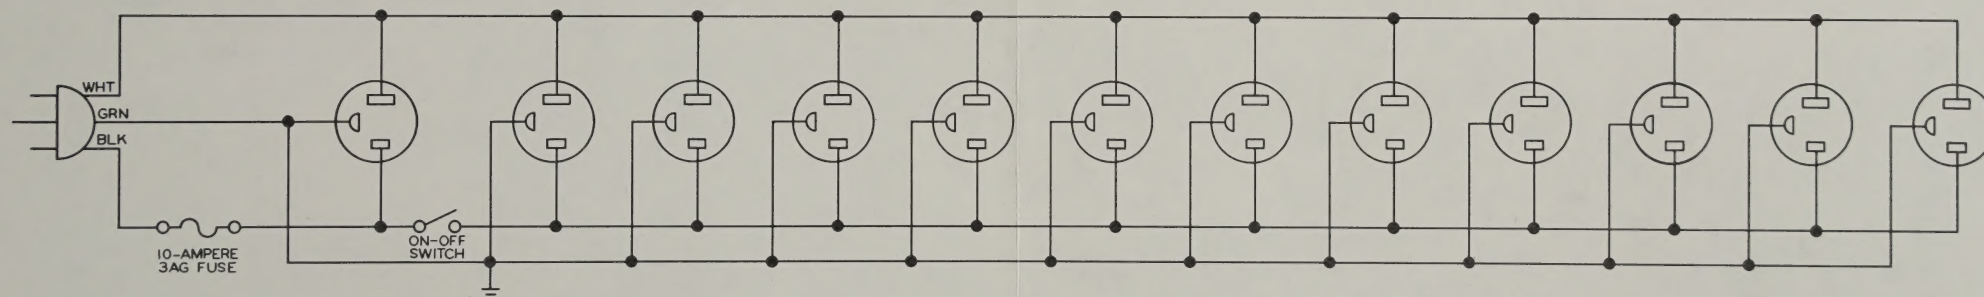 WHT
GRN
BLK
10-AMPERE
3AG FUSE
ON-OFF
SWITCH